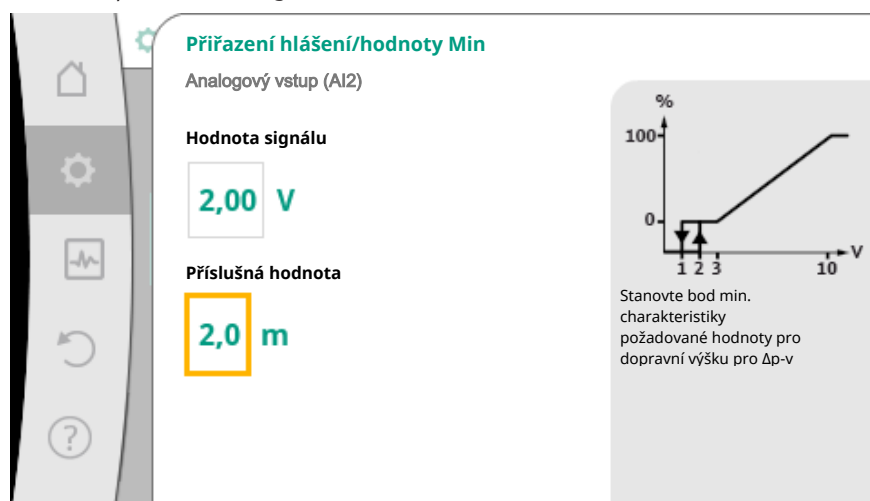 Přiřazení hlášení/hodnoty Min
Analogový vstup (AI2)
Hodnota signálu
2,00 V
Příslušná hodnota
2,0 m
%
100
0
1 2 3 10 V
Stanovte bod min.
charakteristiky
požadované hodnoty pro
dopravní výšku pro Δp-v
?